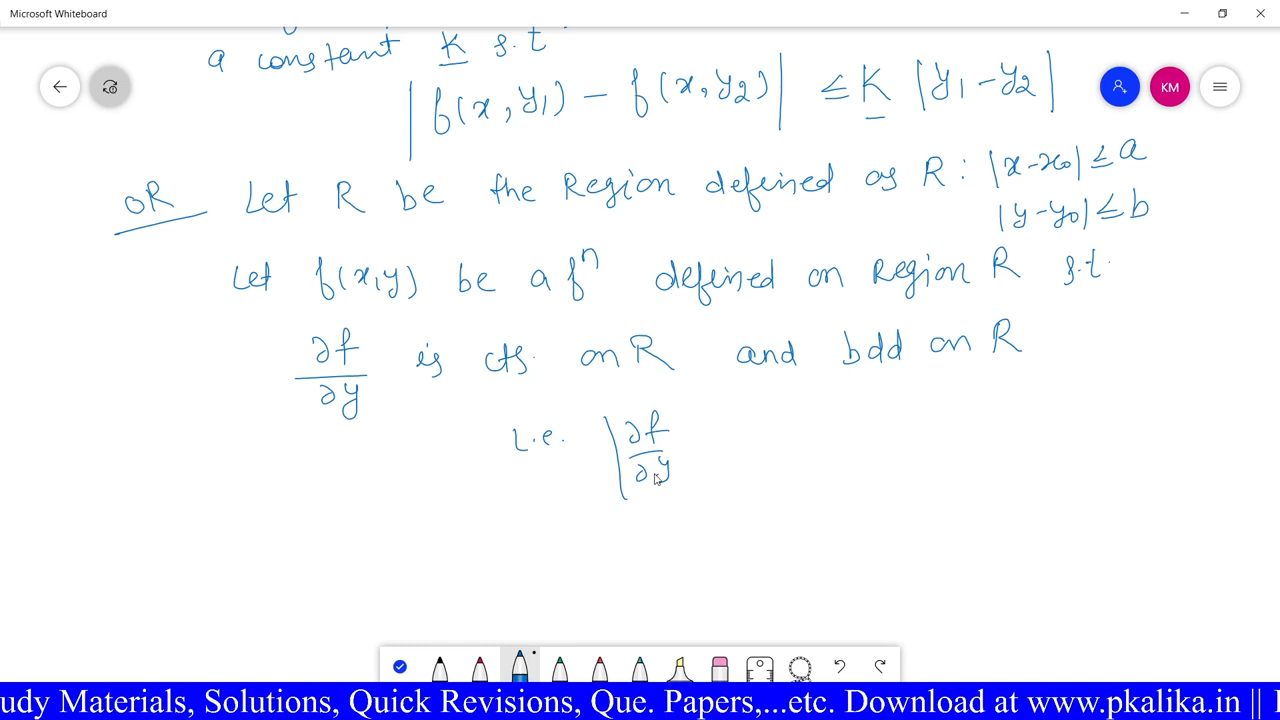 Microsoft Whiteboard
a constant K s.t
|f(x,y1) - f(x,y2)| ≤ K |y1-y2|
OR Let R be the Region defined as R: |x-x0| ≤ a
|y-y0| ≤ b
KM
Let f(x,y) be a fn defined on Region R s.t.
∂f/∂y is cts. on R and bdd on R
i.e. |∂f/∂y
udy Materials, Solutions, Quick Revisions, Que. Papers,...etc. Download at www.pkalika.in ||